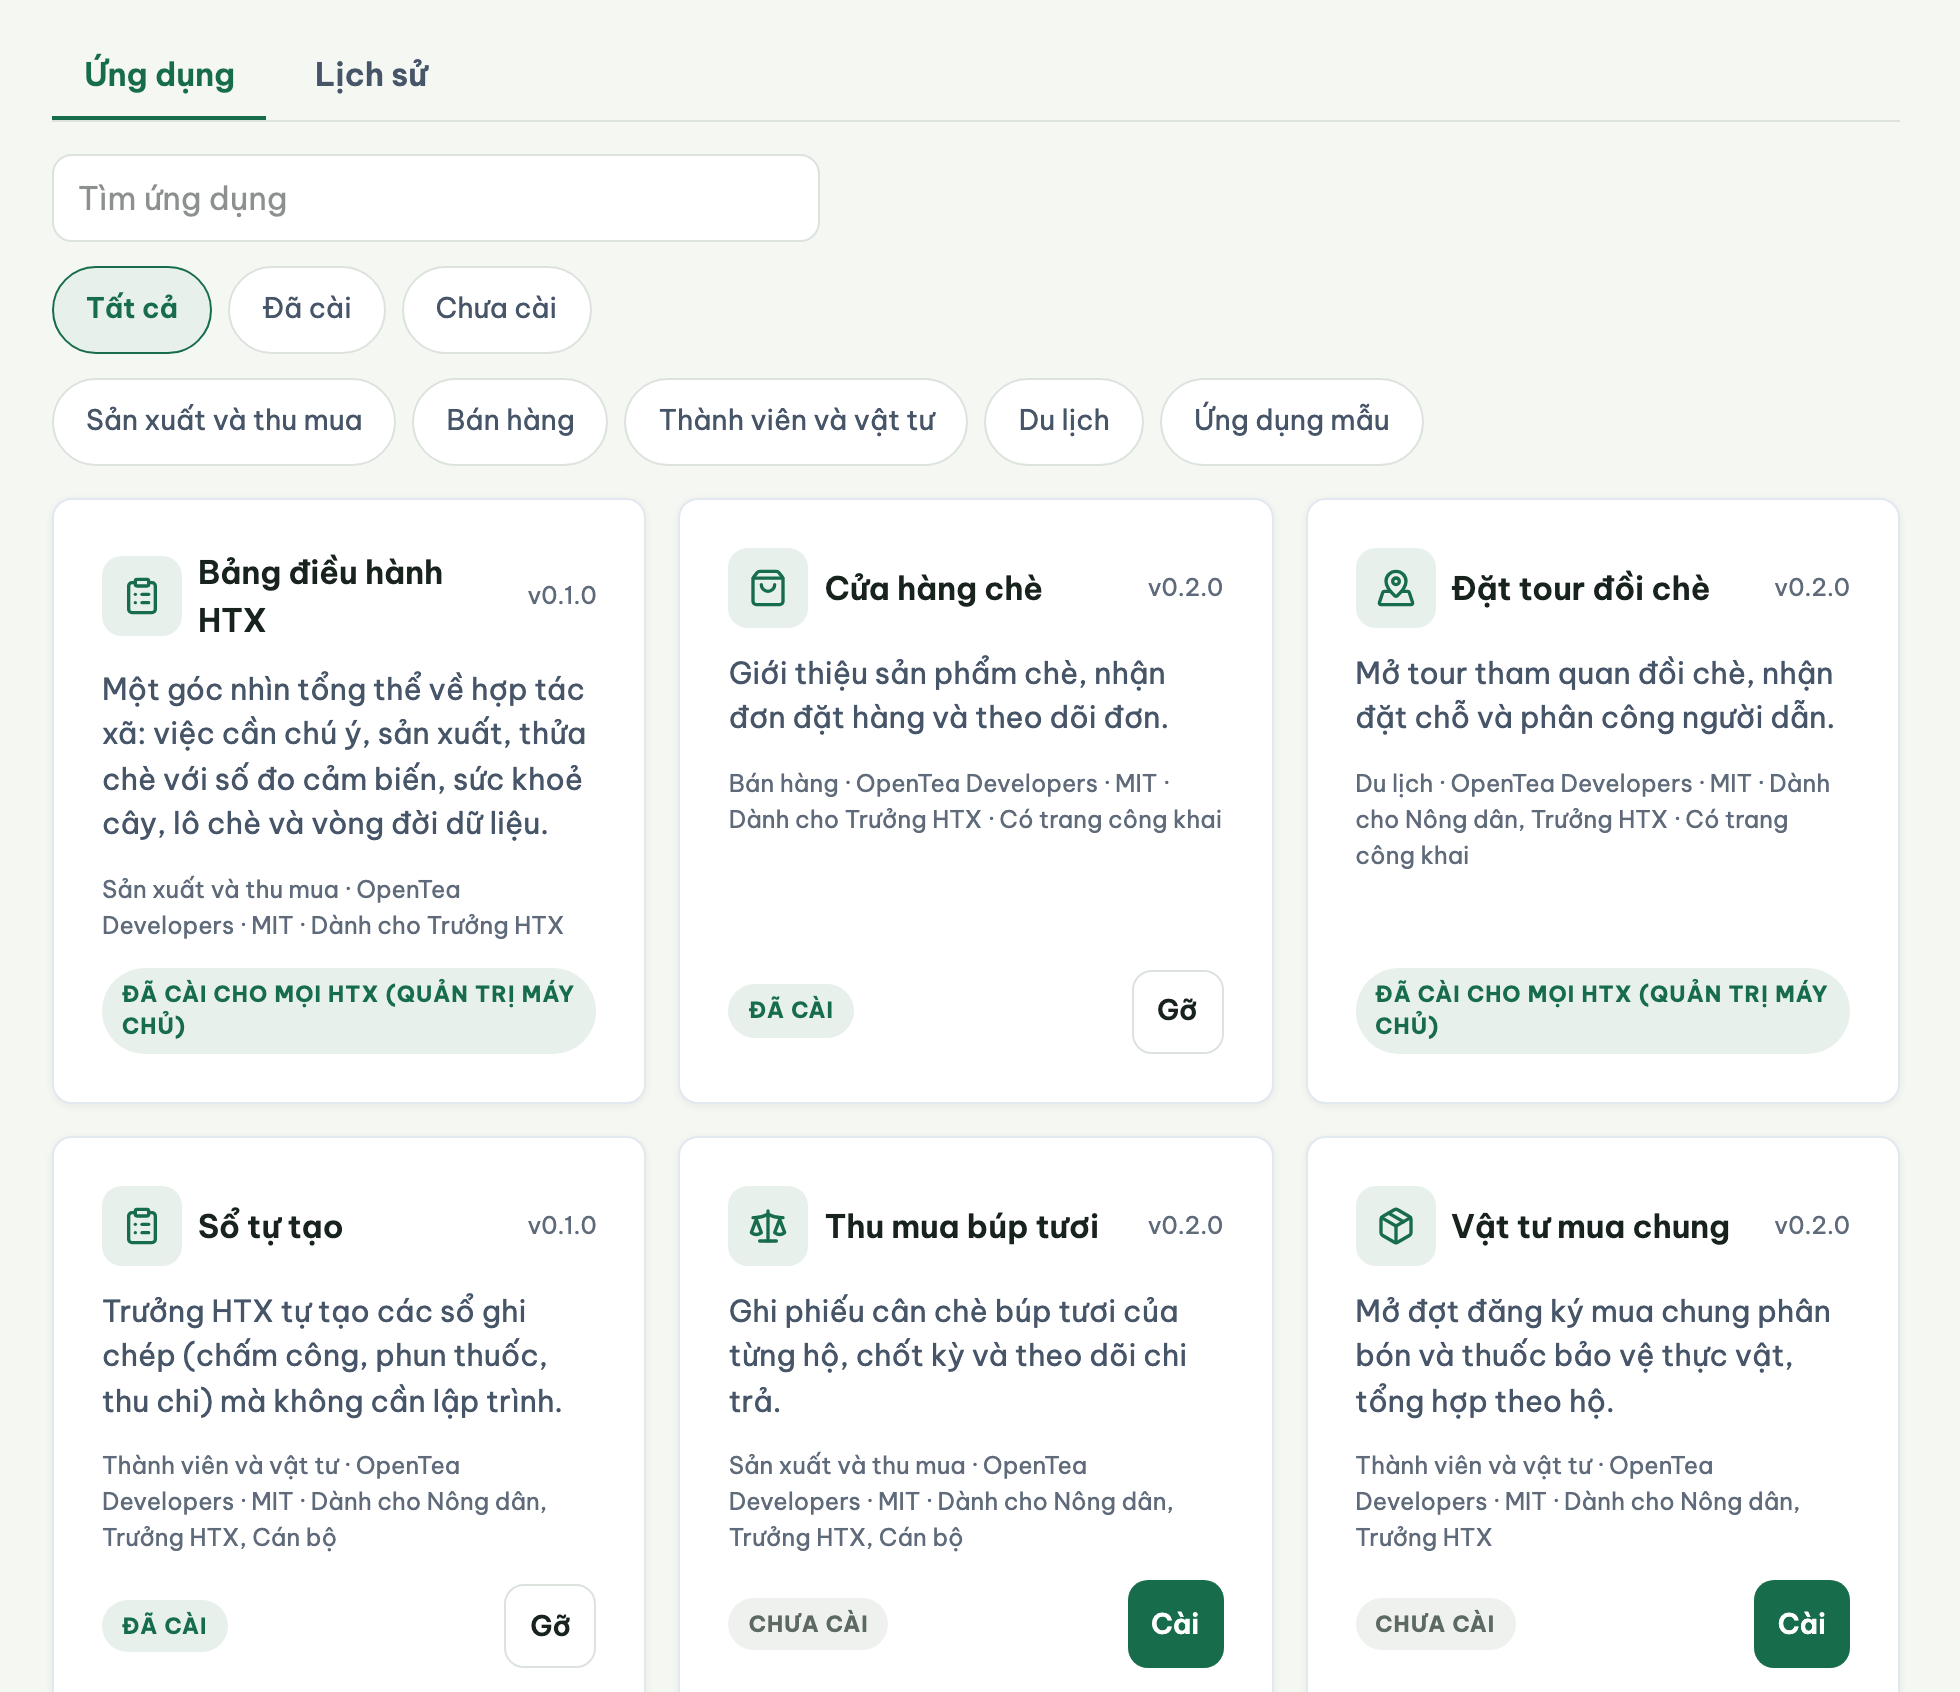 Ứng dụng
Lịch sử
Tìm ứng dụng
Tất cả
Đã cài
Chưa cài
Sản xuất và thu mua
Bán hàng
Thành viên và vật tư
Du lịch
Ứng dụng mẫu
Bảng điều hành
HTX
v0.1.0
Một góc nhìn tổng thể về hợp tác
xã: việc cần chú ý, sản xuất, thửa
chè với số đo cảm biến, sức khoẻ
cây, lô chè và vòng đời dữ liệu.
Sản xuất và thu mua · OpenTea
Developers · MIT · Dành cho Trưởng HTX
ĐÃ CÀI CHO MỌI HTX (QUẢN TRỊ MÁY
CHỦ)
Cửa hàng chè
v0.2.0
Giới thiệu sản phẩm chè, nhận
đơn đặt hàng và theo dõi đơn.
Bán hàng · OpenTea Developers · MIT ·
Dành cho Trưởng HTX · Có trang công khai
ĐÃ CÀI
Gỡ
Đặt tour đồi chè
v0.2.0
Mở tour tham quan đồi chè, nhận
đặt chỗ và phân công người dẫn.
Du lịch · OpenTea Developers · MIT · Dành
cho Nông dân, Trưởng HTX · Có trang
công khai
ĐÃ CÀI CHO MỌI HTX (QUẢN TRỊ MÁY
CHỦ)
Sổ tự tạo
v0.1.0
Trưởng HTX tự tạo các sổ ghi
chép (chấm công, phun thuốc,
thu chi) mà không cần lập trình.
Thành viên và vật tư · OpenTea
Developers · MIT · Dành cho Nông dân,
Trưởng HTX, Cán bộ
ĐÃ CÀI
Gỡ
Thu mua búp tươi
v0.2.0
Ghi phiếu cân chè búp tươi của
từng hộ, chốt kỳ và theo dõi chi
trả.
Sản xuất và thu mua · OpenTea
Developers · MIT · Dành cho Nông dân,
Trưởng HTX, Cán bộ
CHƯA CÀI
Cài
Vật tư mua chung
v0.2.0
Mở đợt đăng ký mua chung phân
bón và thuốc bảo vệ thực vật,
tổng hợp theo hộ.
Thành viên và vật tư · OpenTea
Developers · MIT · Dành cho Nông dân,
Trưởng HTX
CHƯA CÀI
Cài